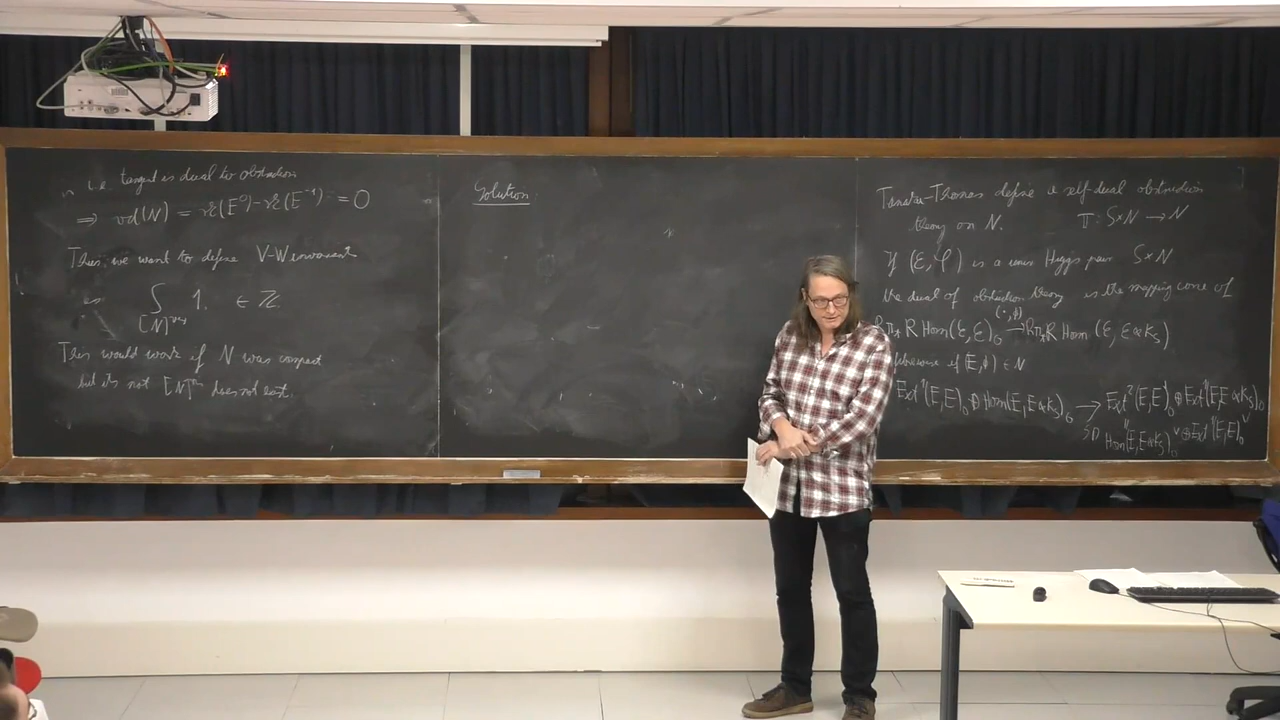 i.e. tangent is dual to obstruction
⟹ vd(N) = rk(E⁰) - rk(E⁻¹) = 0
Thus we want to define V-W invariant
as ∫_{[N]^{vir}} 1. ∈ ℤ.
This would work if N was compact
but it's not [N]^{vir} does not exist.
Solution.
Tanaka-Thomas define a self-dual obstruction
theory on N. π: S×N → N
If (ℰ, φ) is a univ Higgs pair S×N
the dual of obstruction theory is the mapping cone of
Rπ_* R Hom(ℰ, ℰ)₀ →^{(·,φ)} Rπ_* R Hom(ℰ, ℰ⊗K_S)
fibrewise if (E, ϕ) ∈ N
Ext¹(E,E)₀ ⊕ Hom(E,E⊗K_S)₀ → Ext²(E,E)₀ ⊕ Ext¹(E,E⊗K_S)₀
SD Hom(E,E⊗K_S)₀^∨ ⊕ Ext¹(E,E)₀^∨